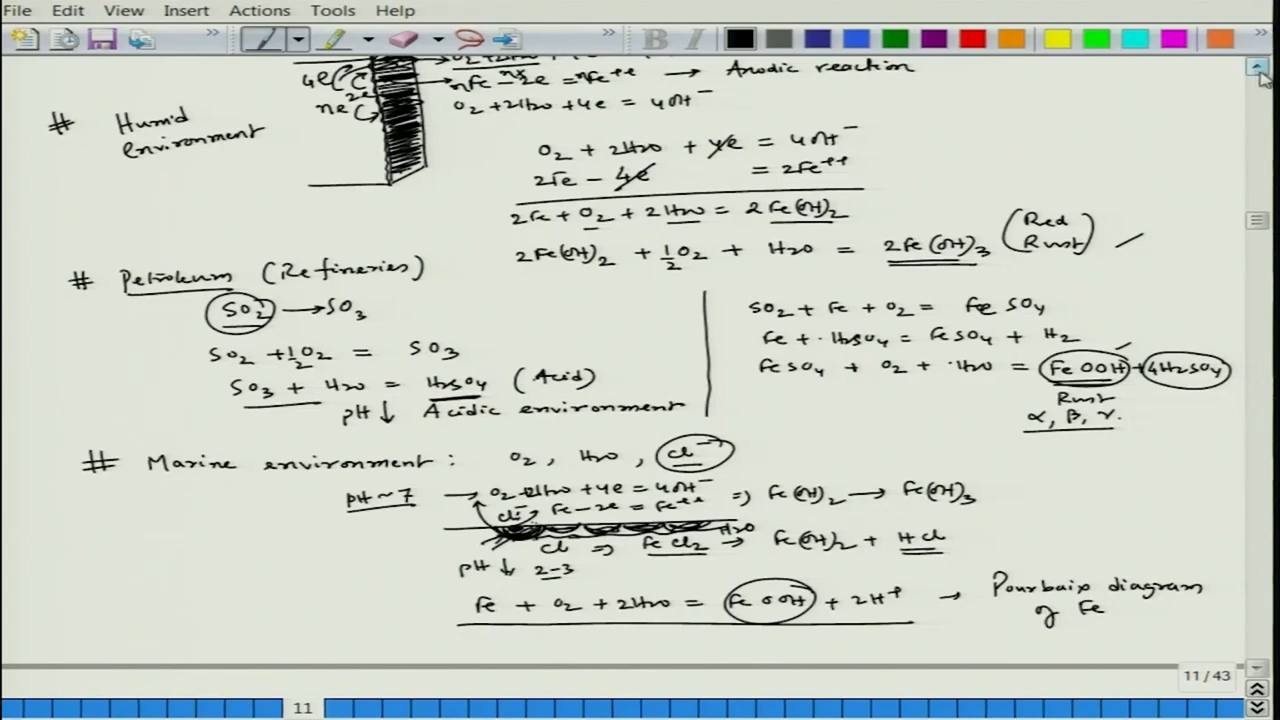 File Edit View Insert Actions Tools Help
4e
2e
ne
nFe - n×2e = nFe++ → Anodic reaction
O2 + 2H2O + 4e = 4OH-
# Humid environment
O2 + 2H2O + 4e = 4OH-
2Fe - 4e = 2Fe++
2Fe + O2 + 2H2O = 2Fe(OH)2
2Fe(OH)2 + 1/2 O2 + H2O = 2Fe(OH)3 (Red Rust)
# Petroleum (Refineries)
SO2 → SO3
SO2 + 1/2 O2 = SO3
SO3 + H2O = H2SO4 (Acid)
pH ↓ Acidic environment
SO2 + Fe + O2 = FeSO4
Fe + H2SO4 = FeSO4 + H2
FeSO4 + O2 + H2O = FeOOH + 4H2SO4
Rust
α, β, γ.
# Marine environment : O2, H2O, Cl-
pH ~ 7 → O2 + 2H2O + 4e = 4OH-
Cl- Fe - 2e = Fe++ ⇒ Fe(OH)2 → Fe(OH)3
Cl ⇒ FeCl2 H2O→ Fe(OH)2 + HCl
pH ↓ 2-3
Fe + O2 + 2H2O = FeOOH + 2H+ → Pourbaix diagram of Fe
11 / 43
11